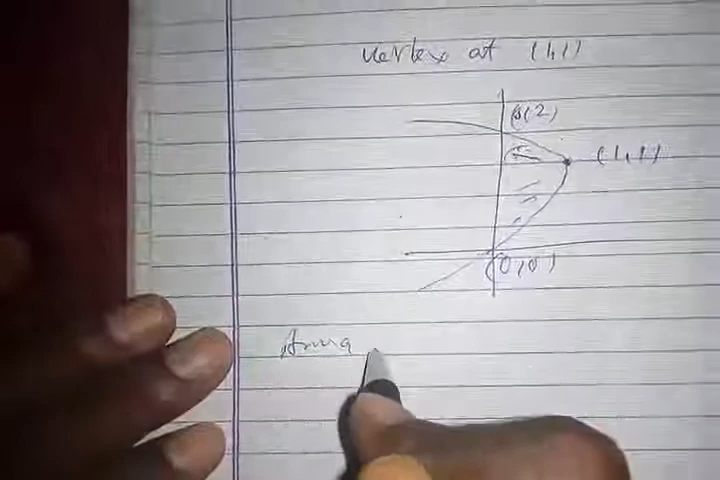 vertex at (1,1)
(0,2)
(1,1)
(0,0)
Area